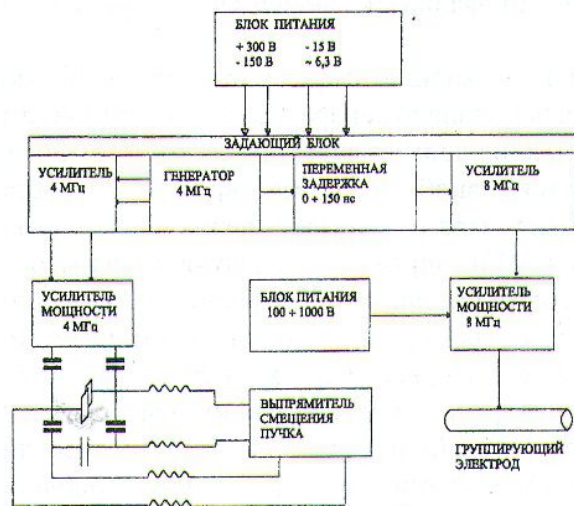 БЛОК ПИТАНИЯ
+ 300 В - 15 В
- 150 В ~ 6,3 В
ЗАДАЮЩИЙ БЛОК
УСИЛИТЕЛЬ
4 МГц
ГЕНЕРАТОР
4 МГц
ПЕРЕМЕННАЯ
ЗАДЕРЖКА
0 ÷ 150 нс
УСИЛИТЕЛЬ
8 МГц
УСИЛИТЕЛЬ
МОЩНОСТИ
4 МГц
БЛОК ПИТАНИЯ
100 ÷ 1000 В
УСИЛИТЕЛЬ
МОЩНОСТИ
8 МГц
ВЫПРЯМИТЕЛЬ
СМЕЩЕНИЯ
ПУЧКА
ГРУППИРУЮЩИЙ
ЭЛЕКТРОД